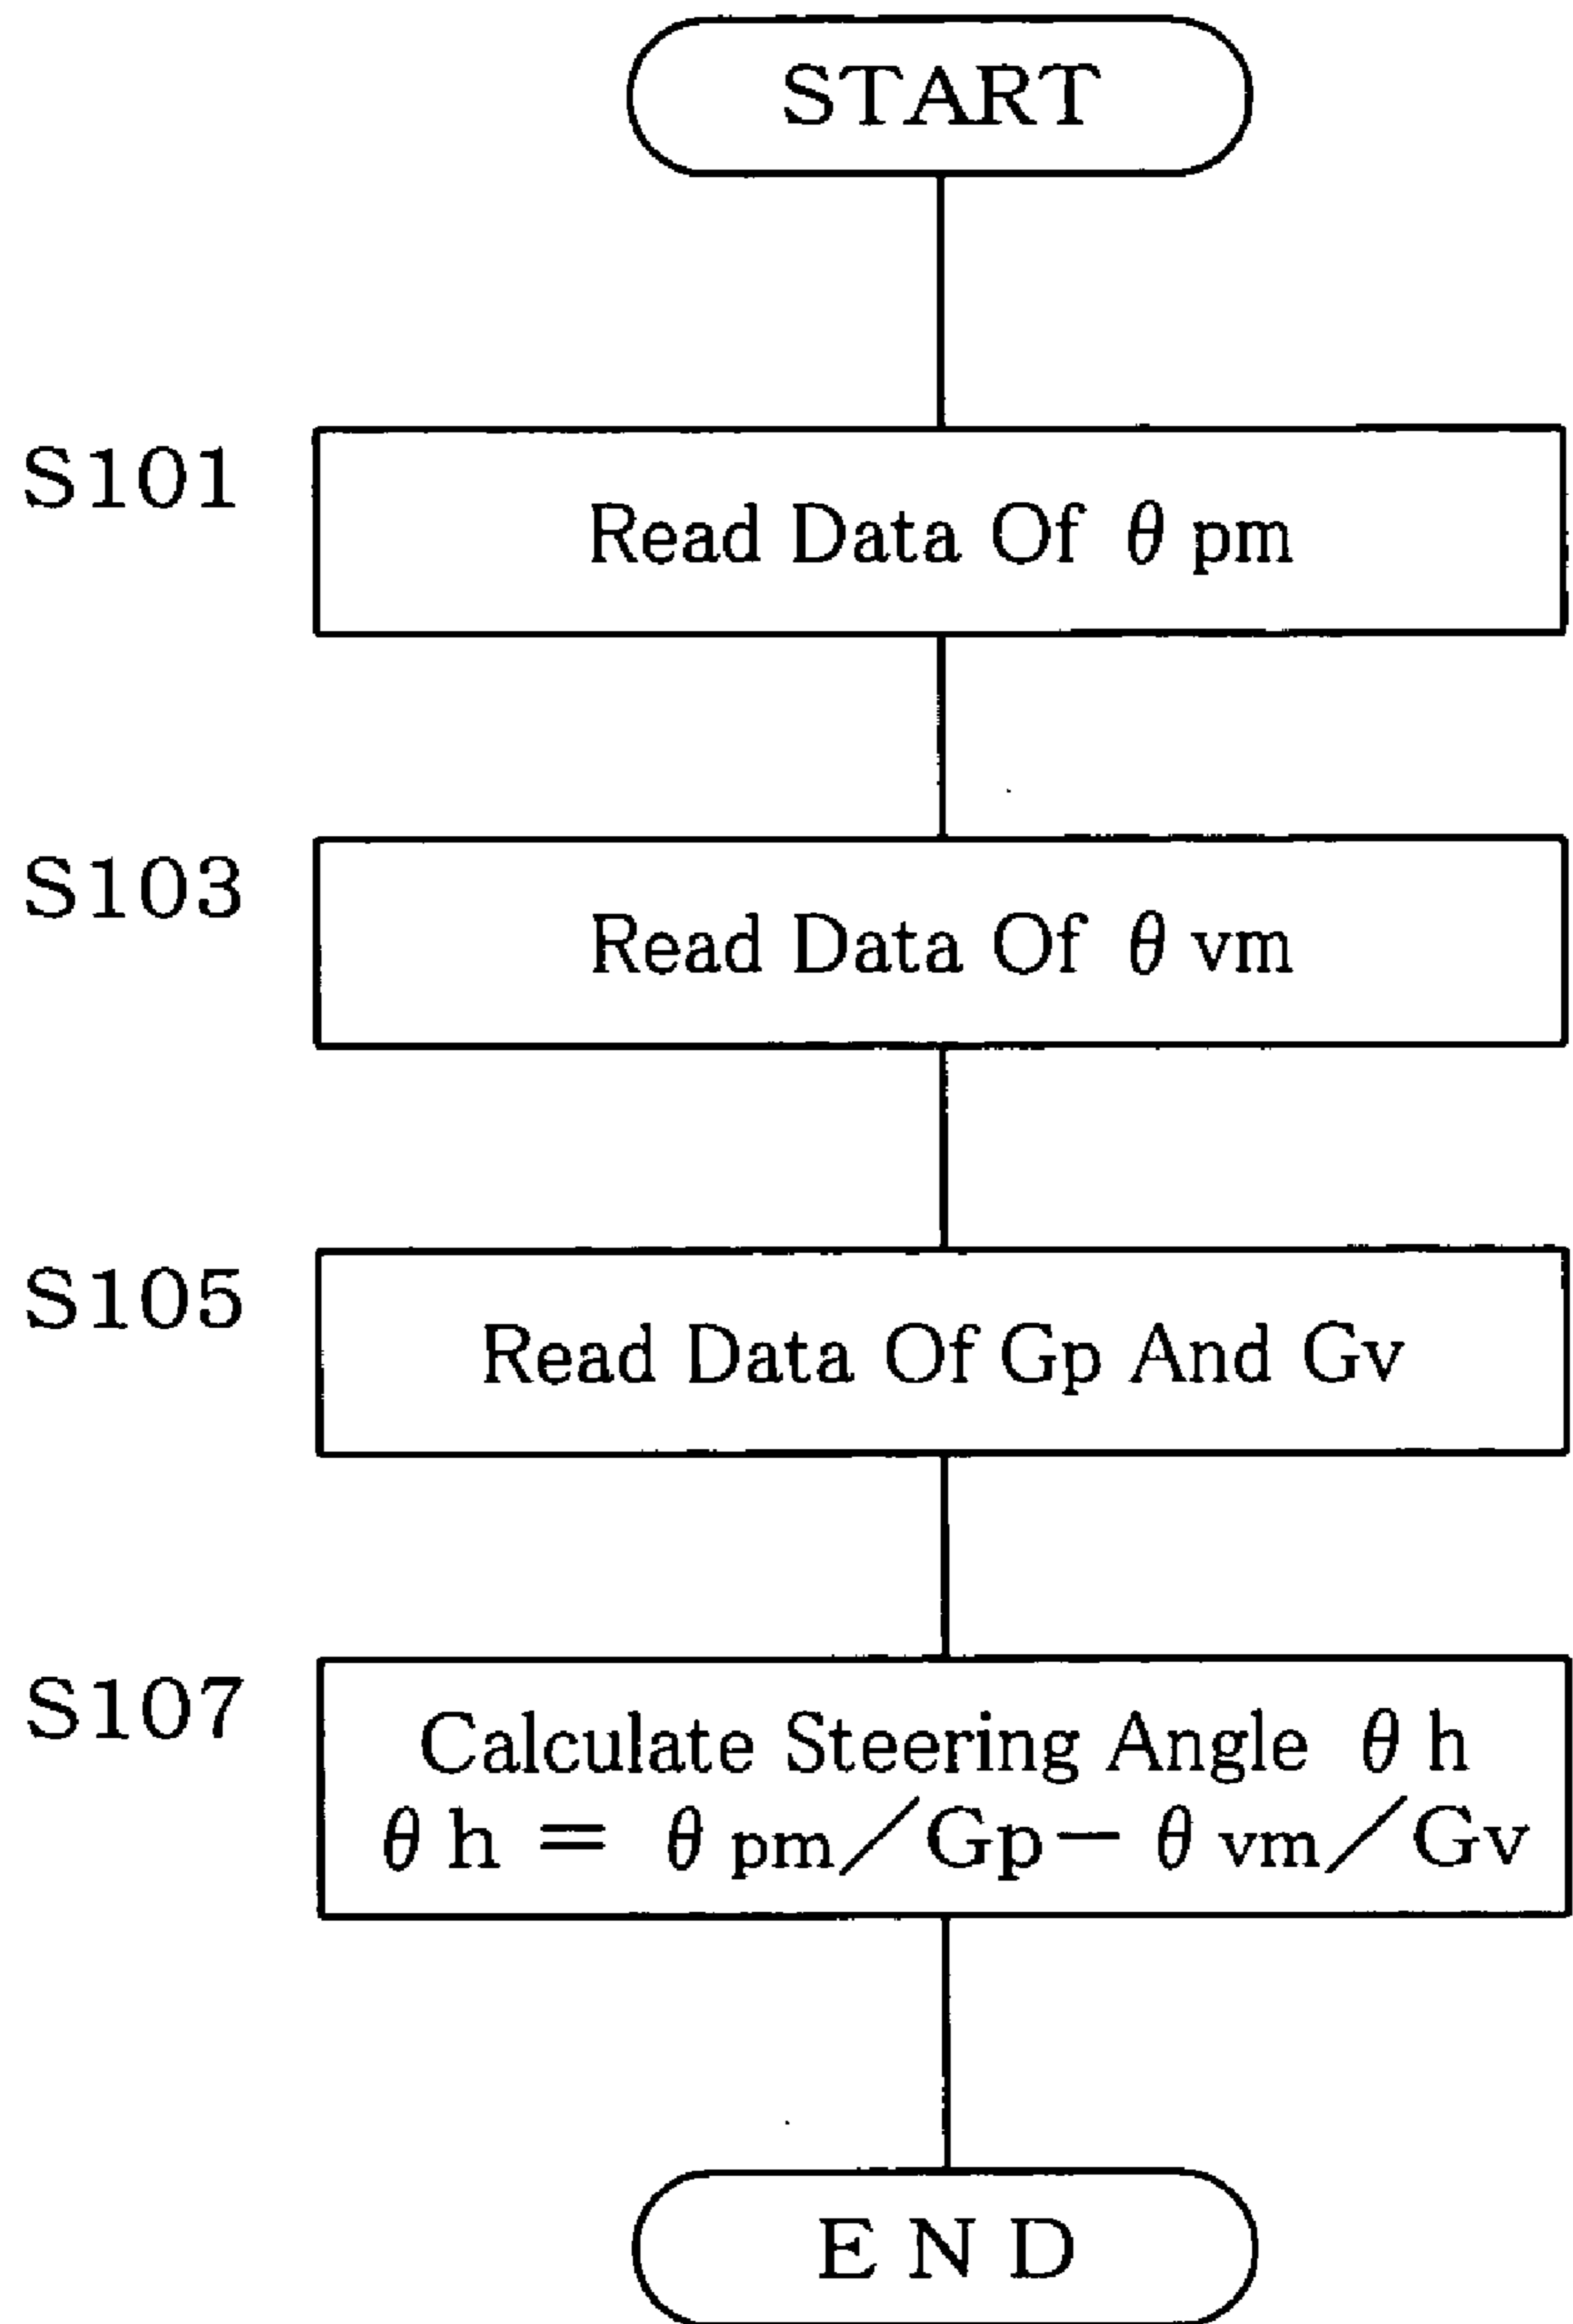 START
S101
Read Data Of θ pm
S103
Read Data Of θ vm
S105
Read Data Of Gp And Gv
S107
Calculate Steering Angle θ h
θ h = θ pm／Gp－ θ vm／Gv
END